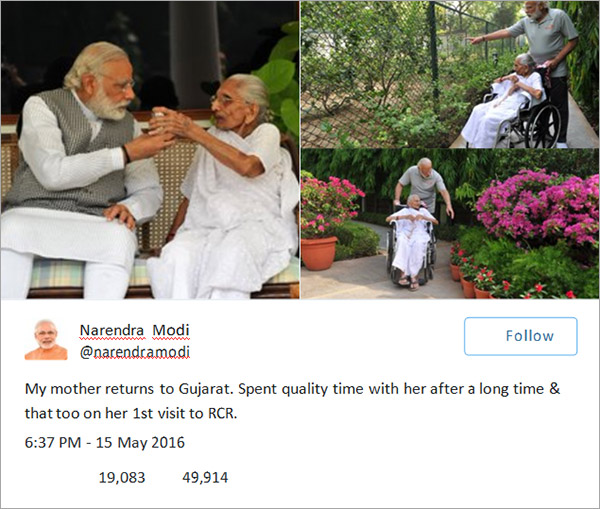 Narendra Modi
@narendramodi
Follow
My mother returns to Gujarat. Spent quality time with her after a long time &
that too on her 1st visit to RCR.
6:37 PM - 15 May 2016
19,083 49,914